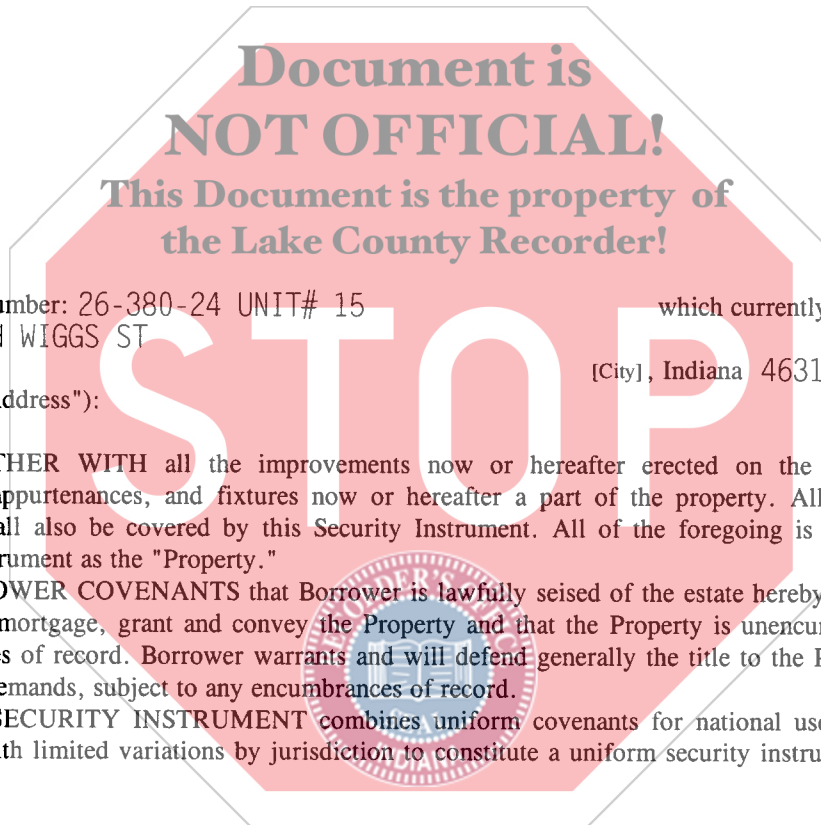 Document is
NOT OFFICIAL!
This Document is the property of
the Lake County Recorder!
umber: 26-380-24 UNIT# 15 which currently
WIGGS ST
[City], Indiana 4631
ddress"):
STOP
THER WITH all the improvements now or hereafter erected on the
appurtenances, and fixtures now or hereafter a part of the property. All
all also be covered by this Security Instrument. All of the foregoing is
rument as the "Property."
OWER COVENANTS that Borrower is lawfully seised of the estate hereby
mortgage, grant and convey the Property and that the Property is unencu
s of record. Borrower warrants and will defend generally the title to the P
emands, subject to any encumbrances of record.
SECURITY INSTRUMENT combines uniform covenants for national use
th limited variations by jurisdiction to constitute a uniform security instru
RECORDER'S OFFICE
SEAL
INDIANA